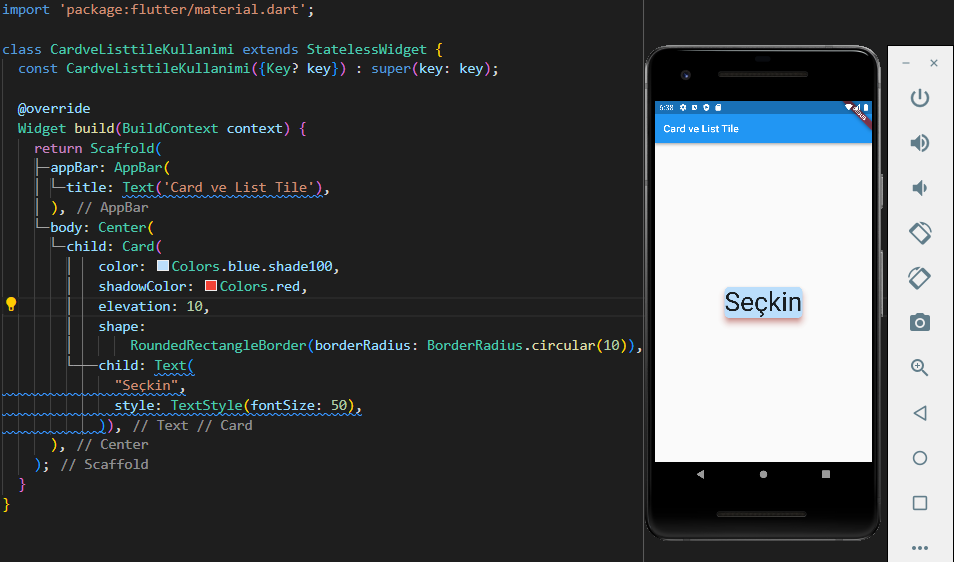 import 'package:flutter/material.dart';
class CardveListtileKullanimi extends StatelessWidget {
const CardveListtileKullanimi({Key? key}) : super(key: key);
@override
Widget build(BuildContext context) {
return Scaffold(
appBar: AppBar(
title: Text('Card ve List Tile'),
), // AppBar
body: Center(
child: Card(
color: Colors.blue.shade100,
shadowColor: Colors.red,
elevation: 10,
shape:
RoundedRectangleBorder(borderRadius: BorderRadius.circular(10)),
child: Text(
"Seçkin",
style: TextStyle(fontSize: 50),
)), // Text // Card
), // Center
); // Scaffold
}
}
6:38
Card ve List Tile
Seçkin